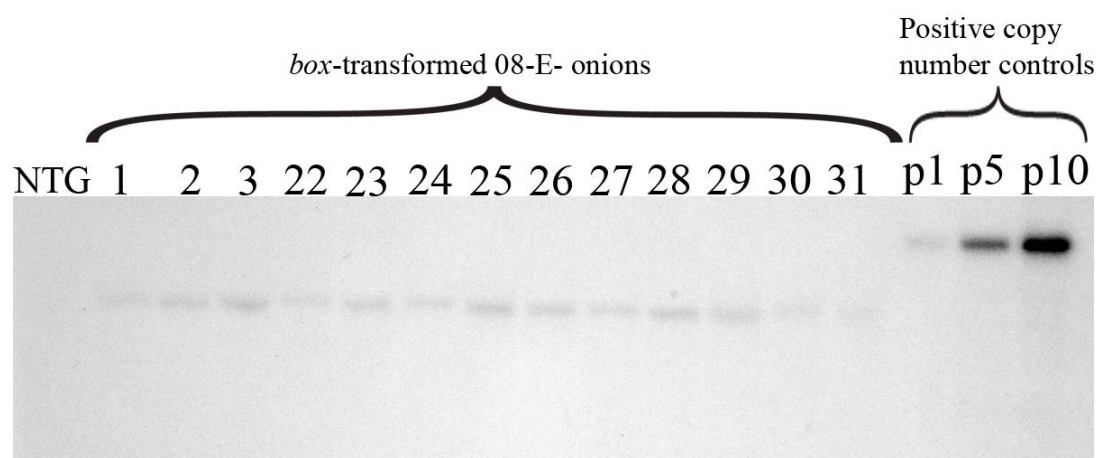 box-transformed 08-E- onions
Positive copy
number controls
NTG 1 2 3 22 23 24 25 26 27 28 29 30 31 p1 p5 p10